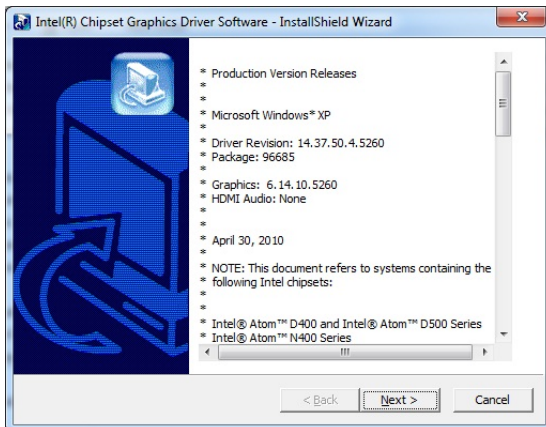 Intel(R) Chipset Graphics Driver Software - InstallShield Wizard
* Production Version Releases
*
*
* Microsoft Windows* XP
*
* Driver Revision: 14.37.50.4.5260
* Package: 96685
*
* Graphics: 6.14.10.5260
* HDMI Audio: None
*
*
* April 30, 2010
*
* NOTE: This document refers to systems containing the
* following Intel chipsets:
*
*
* Intel® Atom™ D400 and Intel® Atom™ D500 Series
* Intel® Atom™ N400 Series
< Back
Next >
Cancel